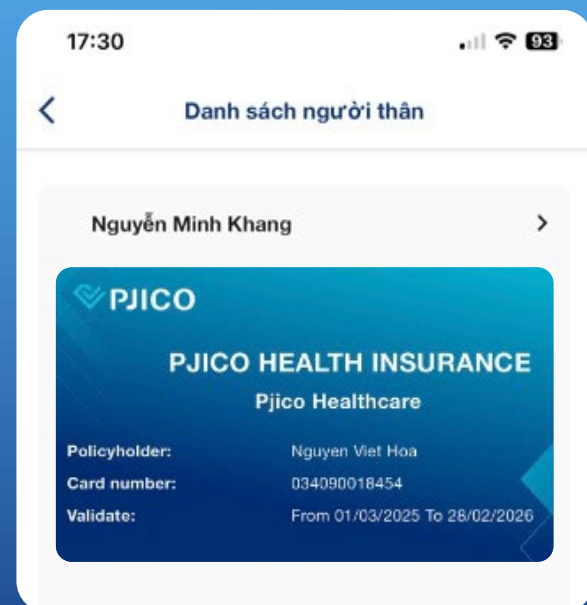 17:30 93
Danh sách người thân
Nguyễn Minh Khang
PJICO
PJICO HEALTH INSURANCE
Pjico Healthcare
Policyholder: Nguyen Viet Hoa
Card number: 034090018454
Validate: From 01/03/2025 To 28/02/2026